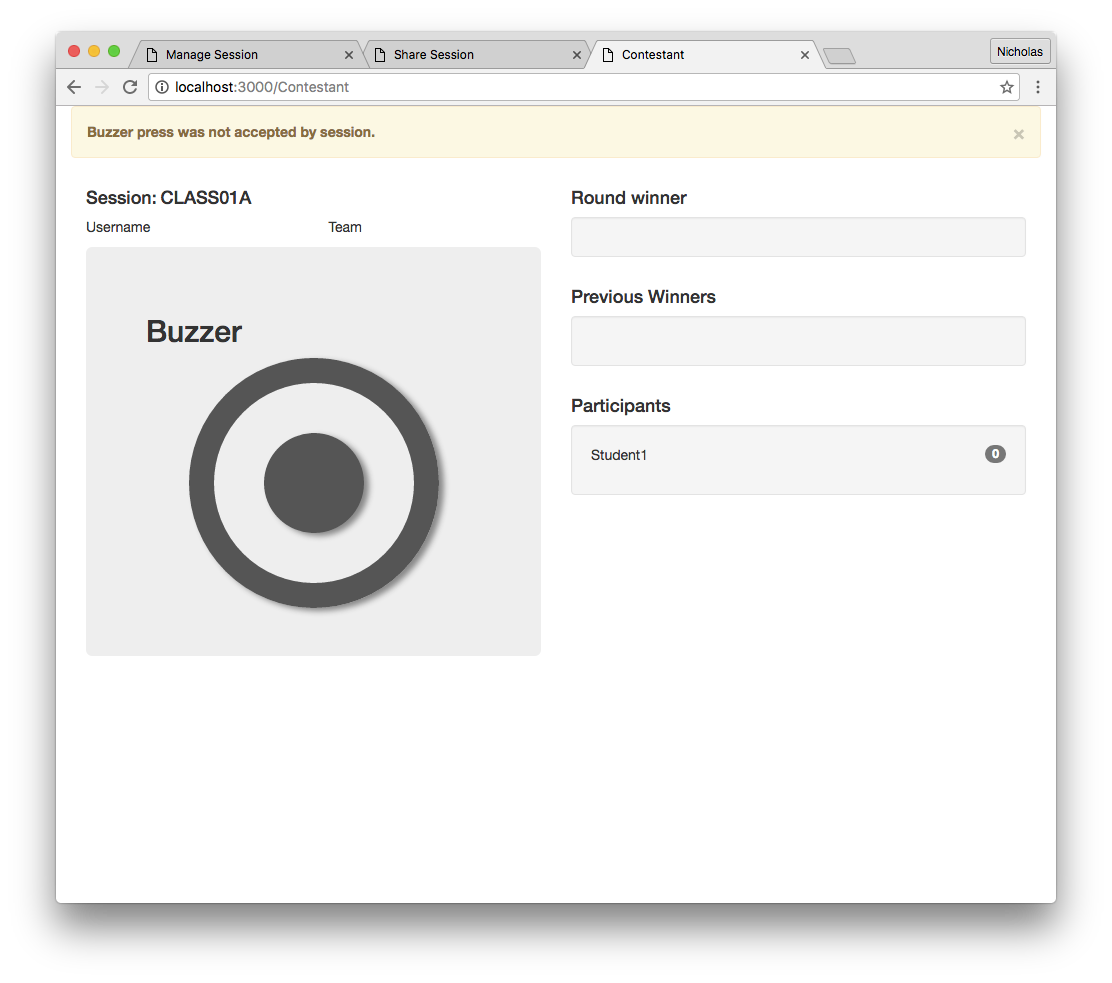 Manage Session
Share Session
Contestant
Nicholas
localhost:3000/Contestant
Buzzer press was not accepted by session.
×
Session: CLASS01A
Username
Team
Buzzer
Round winner
Previous Winners
Participants
Student1
0